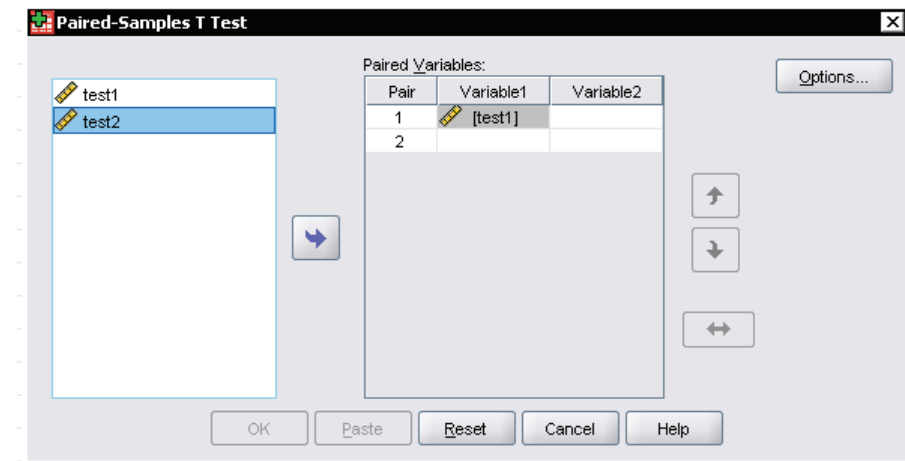 Paired-Samples T Test
test1
test2
Paired Variables:
Pair Variable1 Variable2
1 [test1]
2
Options...
OK Paste Reset Cancel Help